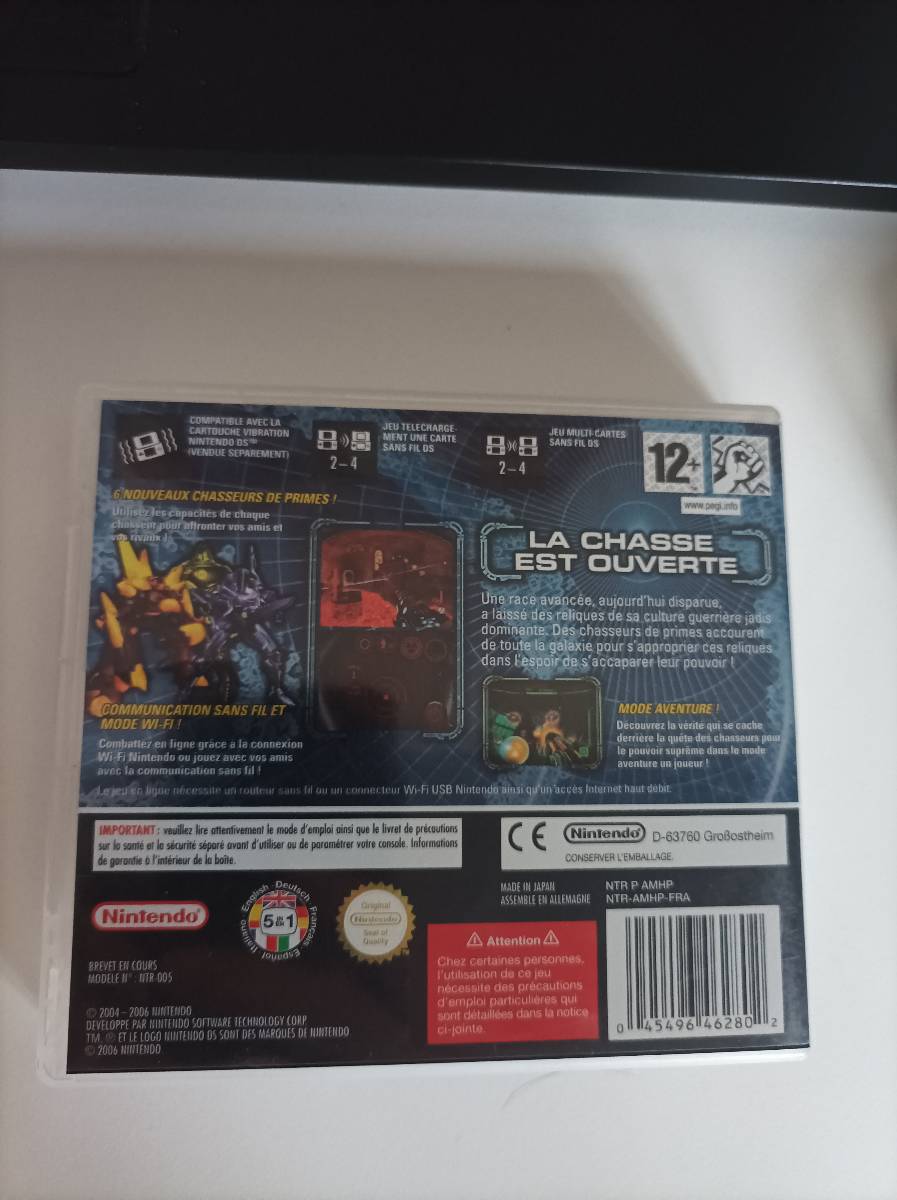 COMPATIBLE AVEC LA
CARTOUCHE VIBRATION
NINTENDO DS™
(VENDUE SEPAREMENT)
2–4
JEU TELECHARGE-
MENT UNE CARTE
SANS FIL DS
2–4
JEU MULTI-CARTES
SANS FIL DS
12+
www.pegi.info
6 NOUVEAUX CHASSEURS DE PRIMES !
Utilisez les capacités de chaque
chasseur pour affronter vos amis et
vos rivaux !
LA CHASSE
EST OUVERTE
Une race avancée, aujourd'hui disparue,
a laissé des reliques de sa culture guerrière jadis
dominante. Des chasseurs de primes accourent
de toute la galaxie pour s'approprier ces reliques
dans l'espoir de s'accaparer leur pouvoir !
COMMUNICATION SANS FIL ET
MODE WI-FI !
Combattez en ligne grâce à la connexion
Wi-Fi Nintendo ou jouez avec vos amis
avec la communication sans fil !
MODE AVENTURE !
Découvrez la vérité qui se cache
derrière la quête des chasseurs pour
le pouvoir suprême dans le mode
aventure un joueur !
Le jeu en ligne nécessite un routeur sans fil ou un connecteur Wi-Fi USB Nintendo ainsi qu'un accès Internet haut débit.
IMPORTANT : veuillez lire attentivement le mode d'emploi ainsi que le livret de précautions
sur la santé et la sécurité séparé avant d'utiliser ou de paramétrer votre console. Informations
de garantie à l'intérieur de la boîte.
CE Nintendo® D-63760 Großostheim
CONSERVER L'EMBALLAGE.
Nintendo®
English · Deutsch · Français · Español · Italiano
5 IN 1
Original
Nintendo
Seal of
Quality
MADE IN JAPAN
ASSEMBLE EN ALLEMAGNE
NTR P AMHP
NTR-AMHP-FRA
Attention
Chez certaines personnes,
l'utilisation de ce jeu
nécessite des précautions
d'emploi particulières qui
sont détaillées dans la notice
ci-jointe.
0 45496 46280 2
BREVET EN COURS
MODELE N° : NTR-005
© 2004 – 2006 NINTENDO
DEVELOPPE PAR NINTENDO SOFTWARE TECHNOLOGY CORP.
TM, ® ET LE LOGO NINTENDO DS SONT DES MARQUES DE NINTENDO
© 2006 NINTENDO